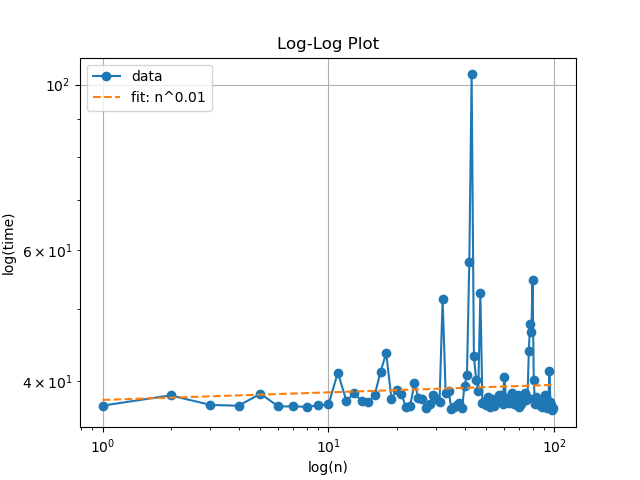 Log-Log Plot
data
fit: n^0.01
10²
6 × 10¹
4 × 10¹
log(time)
10⁰
10¹
10²
log(n)